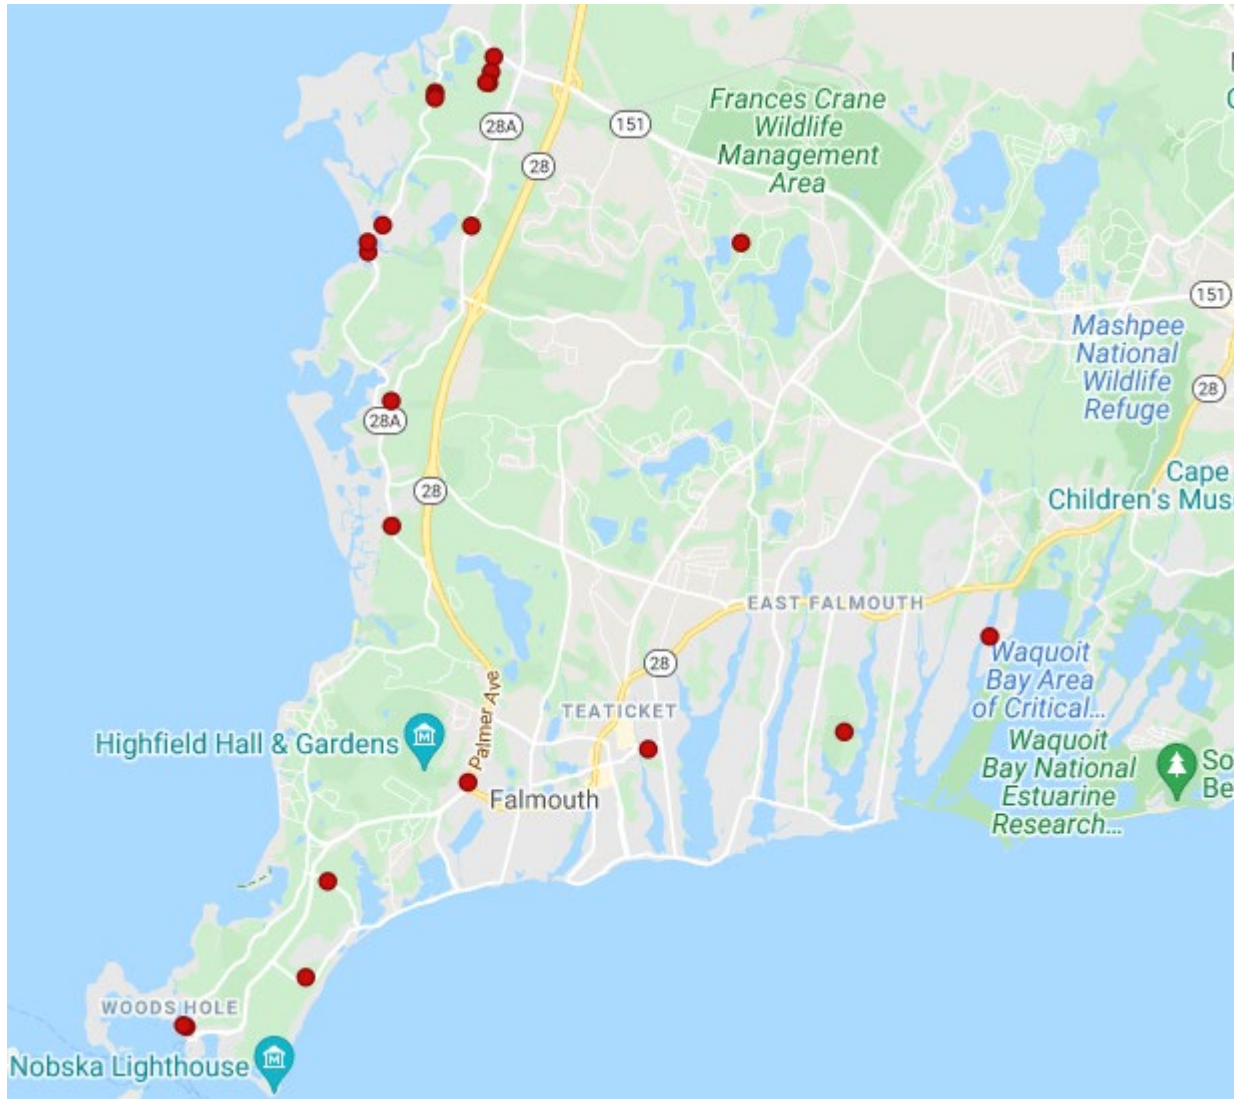 28A
151
Frances Crane
Wildlife
Management
Area
28
151
Mashpee
National
Wildlife
Refuge
28
28A
Cape
Children's Mus
28
EAST FALMOUTH
28
Waquoit
Bay Area
of Critical...
Palmer Ave
TEATICKET
Highfield Hall & Gardens
Waquoit
Bay National
Estuarine
Research...
So
Be
Falmouth
WOODS HOLE
Nobska Lighthouse